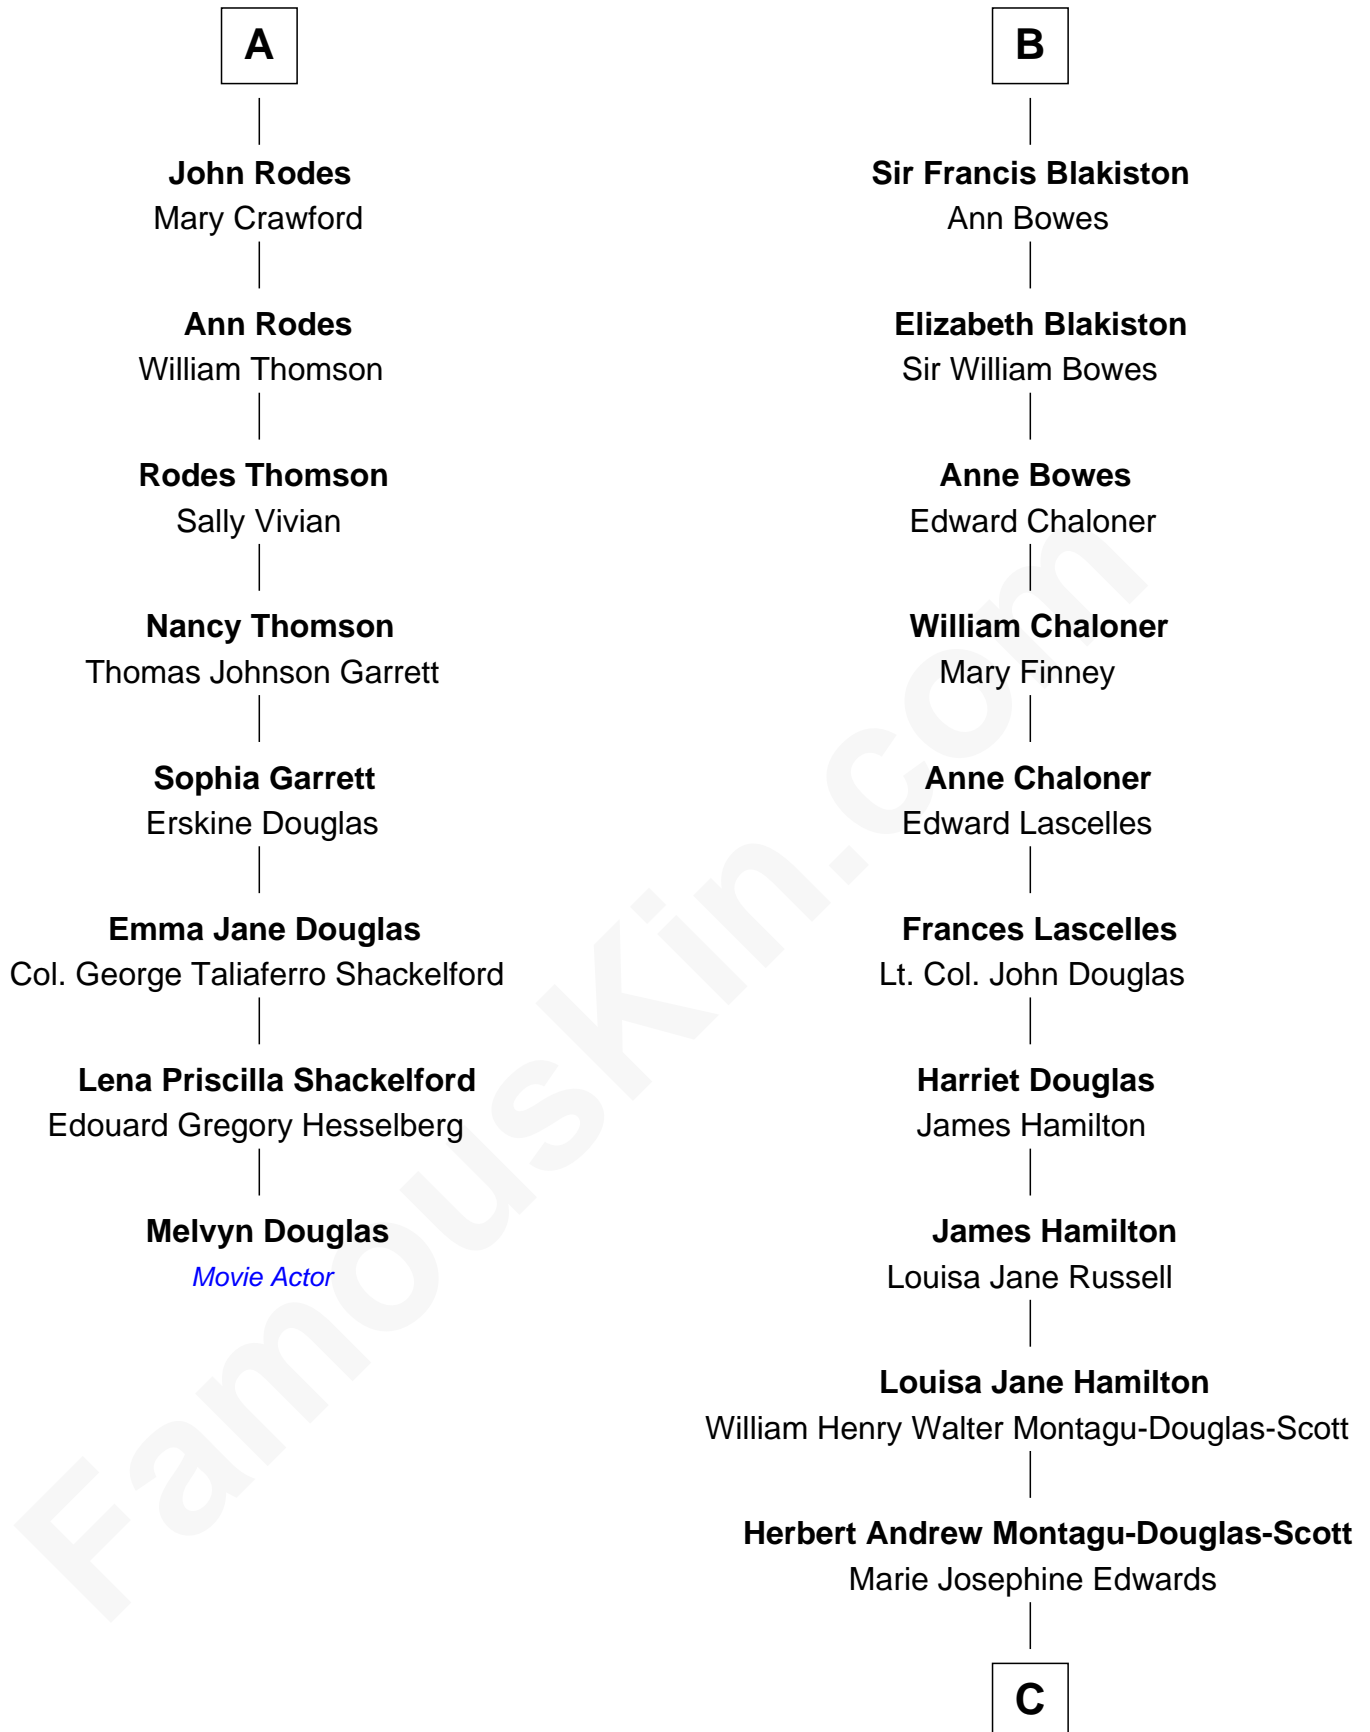 A
John Rodes
Mary Crawford
Ann Rodes
William Thomson
Rodes Thomson
Sally Vivian
Nancy Thomson
Thomas Johnson Garrett
Sophia Garrett
Erskine Douglas
Emma Jane Douglas
Col. George Taliaferro Shackelford
Lena Priscilla Shackelford
Edouard Gregory Hesselberg
Melvyn Douglas
Movie Actor
B
Sir Francis Blakiston
Ann Bowes
Elizabeth Blakiston
Sir William Bowes
Anne Bowes
Edward Chaloner
William Chaloner
Mary Finney
Anne Chaloner
Edward Lascelles
Frances Lascelles
Lt. Col. John Douglas
Harriet Douglas
James Hamilton
James Hamilton
Louisa Jane Russell
Louisa Jane Hamilton
William Henry Walter Montagu-Douglas-Scott
Herbert Andrew Montagu-Douglas-Scott
Marie Josephine Edwards
C
FamousKin.com